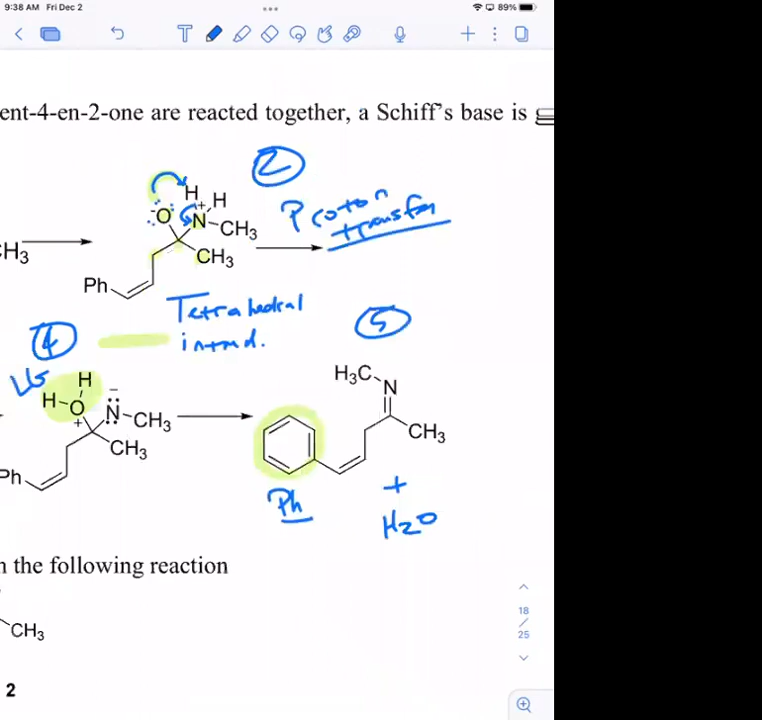 9:38 AM Fri Dec 2
89%
ent-4-en-2-one are reacted together, a Schiff's base is
2
H
H
+
-O
N-CH3
CH3
Ph
Proton
transfer
CH3
Tetrahedral
intmd.
4
5
LG
H
H-O
+
N-CH3
CH3
Ph
H3C
N
CH3
Ph
+
H2O
n the following reaction
CH3
18
/
25
2